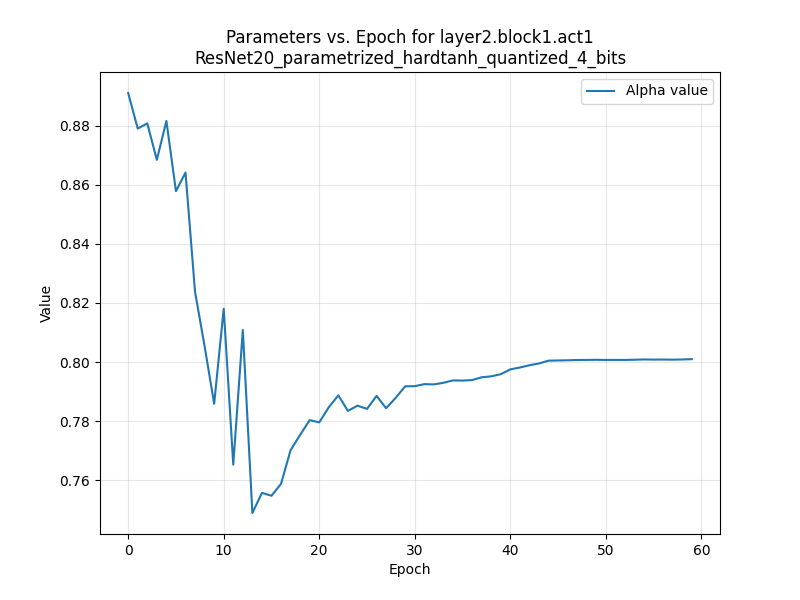 Parameters vs. Epoch for layer2.block1.act1
ResNet20_parametrized_hardtanh_quantized_4_bits
Alpha value
0.88
0.86
0.84
0.82
0.80
0.78
0.76
Value
0 10 20 30 40 50 60
Epoch